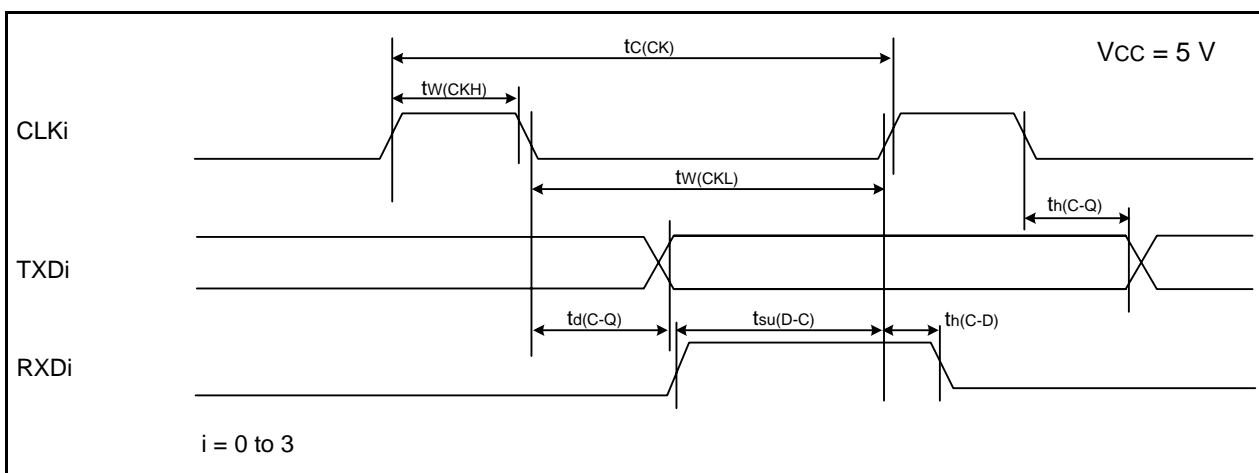 tC(CK)
VCC = 5 V
tW(CKH)
CLKi
tW(CKL)
th(C-Q)
TXDi
td(C-Q)
tsu(D-C)
th(C-D)
RXDi
i = 0 to 3